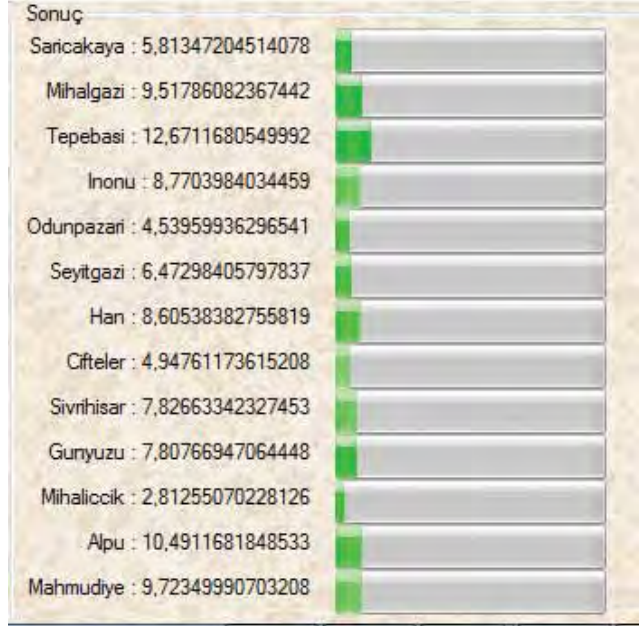 Sonuç
Saricakaya : 5,81347204514078
Mihalgazi : 9,51786082367442
Tepebasi : 12,6711680549992
Inonu : 8,7703984034459
Odunpazari : 4,53959936296541
Seyitgazi : 6,47298405797837
Han : 8,60538382755819
Cifteler : 4,94761173615208
Sivrihisar : 7,82663342327453
Gunyuzu : 7,80766947064448
Mihaliccik : 2,81255070228126
Alpu : 10,4911681848533
Mahmudiye : 9,72349990703208